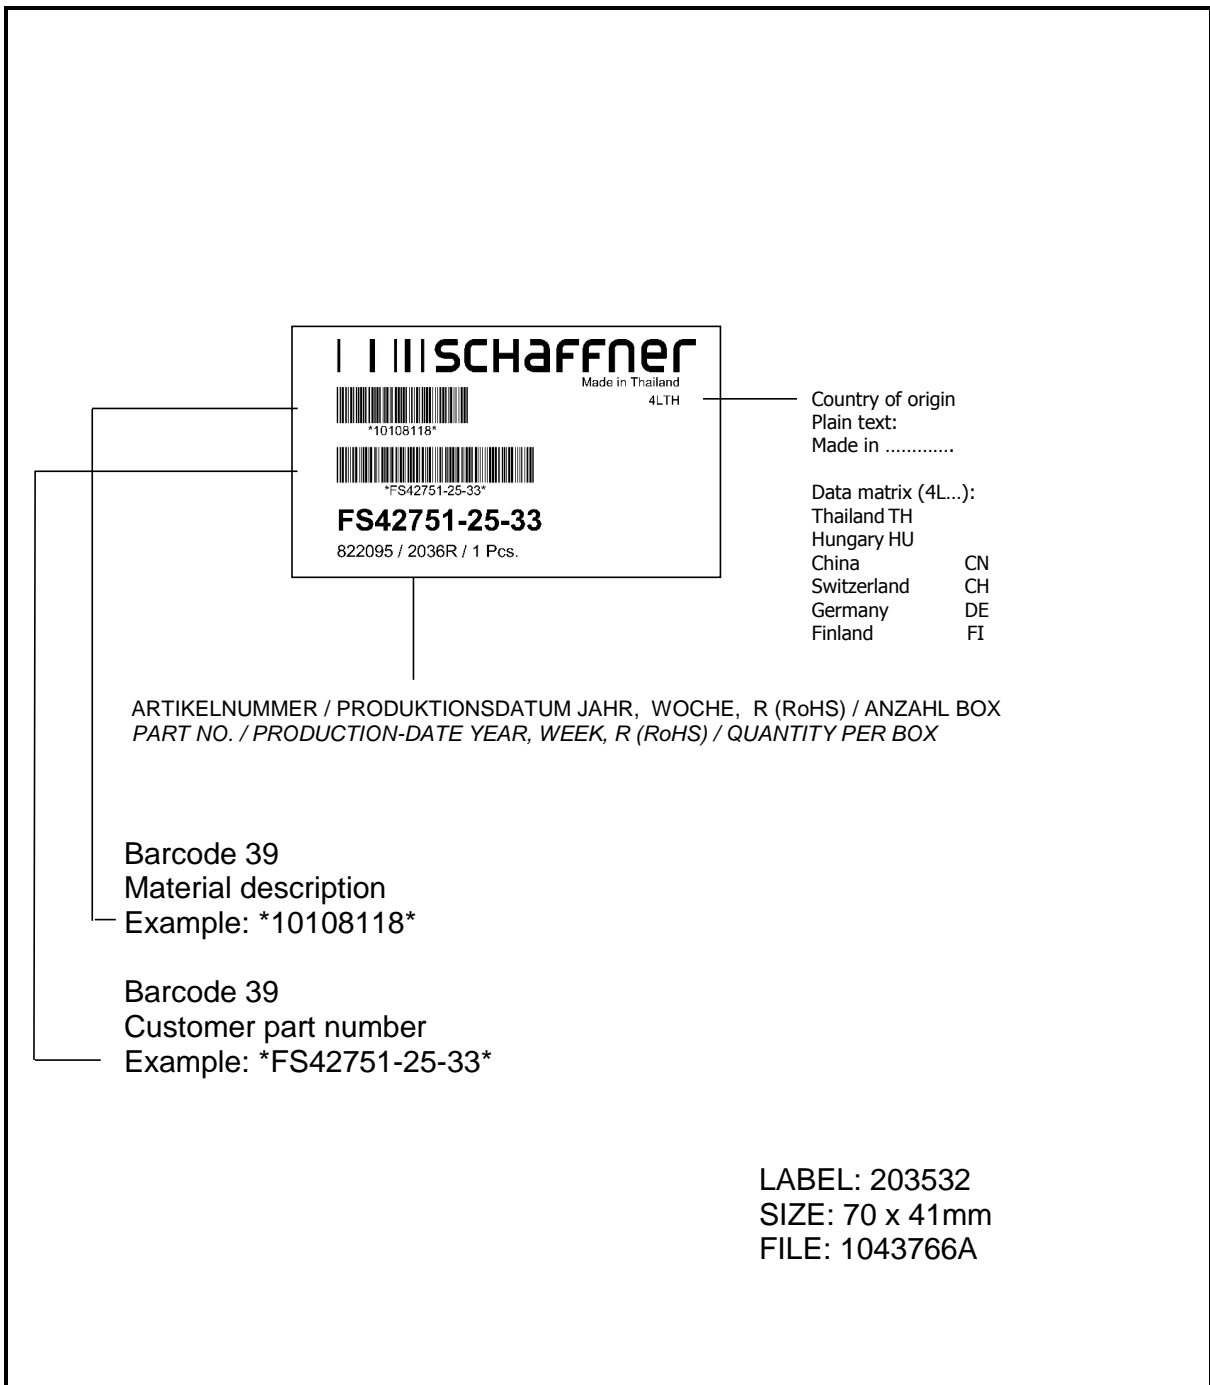 SCHaFFner
Made in Thailand
4LTH
*10108118*
*FS42751-25-33*
FS42751-25-33
822095 / 2036R / 1 Pcs.
Country of origin
Plain text:
Made in ………….
Data matrix (4L…):
Thailand TH
Hungary HU
China CN
Switzerland CH
Germany DE
Finland FI
ARTIKELNUMMER / PRODUKTIONSDATUM JAHR, WOCHE, R (RoHS) / ANZAHL BOX
PART NO. / PRODUCTION-DATE YEAR, WEEK, R (RoHS) / QUANTITY PER BOX
Barcode 39
Material description
Example: *10108118*
Barcode 39
Customer part number
Example: *FS42751-25-33*
LABEL: 203532
SIZE: 70 x 41mm
FILE: 1043766A